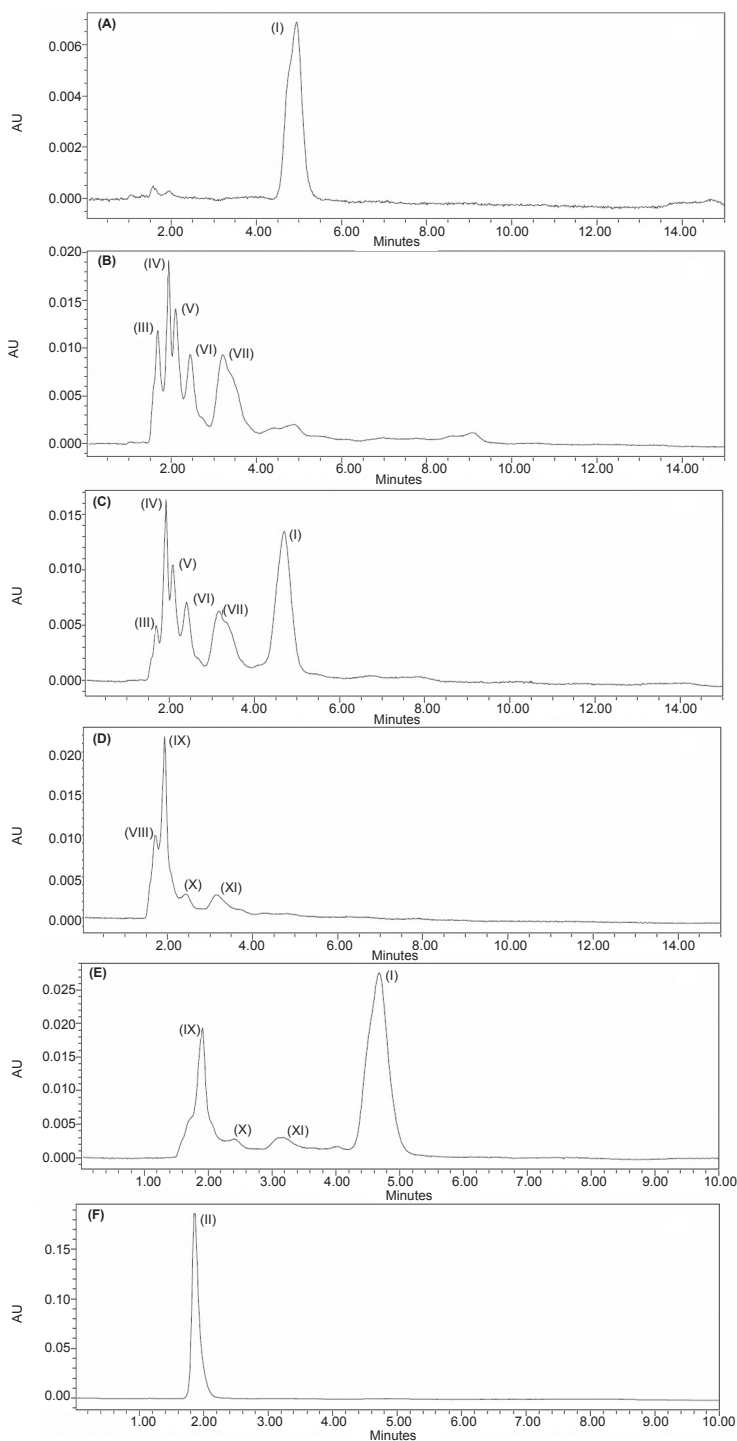 (A)
(I)
0.006
0.004
0.002
0.000
AU
2.00 4.00 6.00 8.00 10.00 12.00 14.00
Minutes
(B)
0.020
(IV)
0.015
(V)
(III)
(VI) (VII)
0.010
0.005
0.000
AU
2.00 4.00 6.00 8.00 10.00 12.00 14.00
Minutes
(C)
(IV)
0.015
(I)
(V)
0.010
(VI)
(VII)
(III)
0.005
0.000
AU
2.00 4.00 6.00 8.00 10.00 12.00 14.00
Minutes
(D)
(IX)
0.020
0.015
(VIII)
0.010
(X) (XI)
0.005
0.000
AU
2.00 4.00 6.00 8.00 10.00 12.00 14.00
Minutes
(E)
(I)
0.025
(IX)
0.020
0.015
0.010
(X) (XI)
0.005
0.000
AU
1.00 2.00 3.00 4.00 5.00 6.00 7.00 8.00 9.00 10.00
Minutes
(F)
(II)
0.15
0.10
0.05
0.00
AU
1.00 2.00 3.00 4.00 5.00 6.00 7.00 8.00 9.00 10.00
Minutes